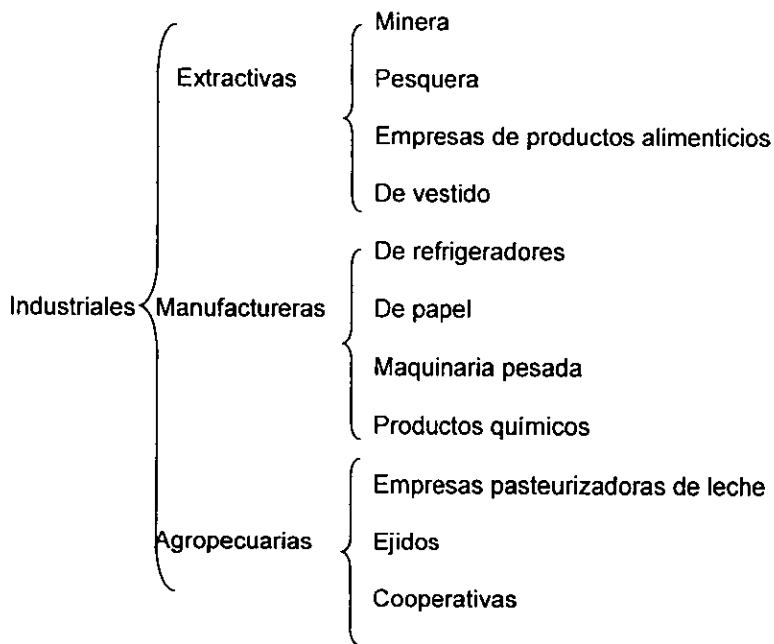 Minera
Extractivas
Pesquera
Empresas de productos alimenticios
De vestido
De refrigeradores
Industriales
Manufactureras
De papel
Maquinaria pesada
Productos químicos
Empresas pasteurizadoras de leche
Agropecuarias
Ejidos
Cooperativas